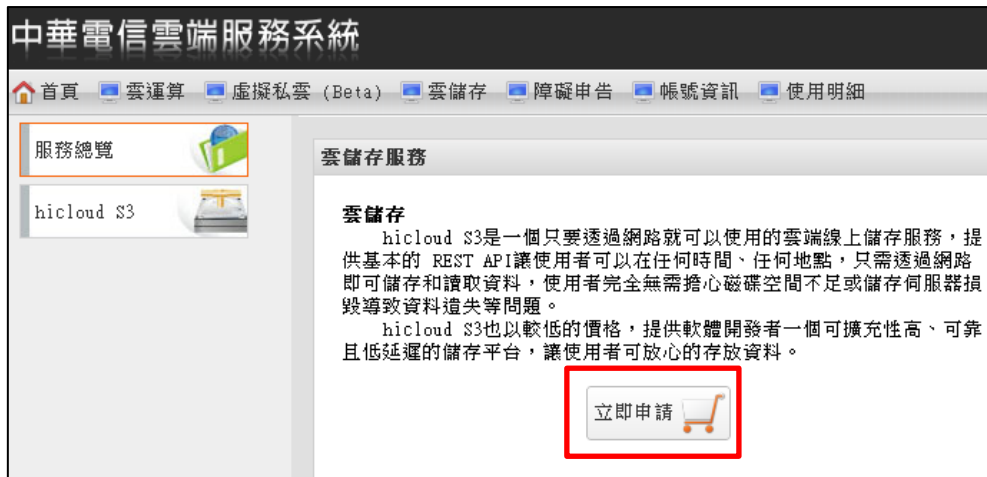 中華電信雲端服務系統
首頁 雲運算 虛擬私雲 (Beta) 雲儲存 障礙申告 帳號資訊 使用明細
服務總覽
hicloud S3
雲儲存服務
雲儲存
hicloud S3是一個只要透過網路就可以使用的雲端線上儲存服務，提
供基本的 REST API讓使用者可以在任何時間、任何地點，只需透過網路
即可儲存和讀取資料，使用者完全無需擔心磁碟空間不足或儲存伺服器損
毀導致資料遺失等問題。
hicloud S3也以較低的價格，提供軟體開發者一個可擴充性高、可靠
且低延遲的儲存平台，讓使用者可放心的存放資料。
立即申請